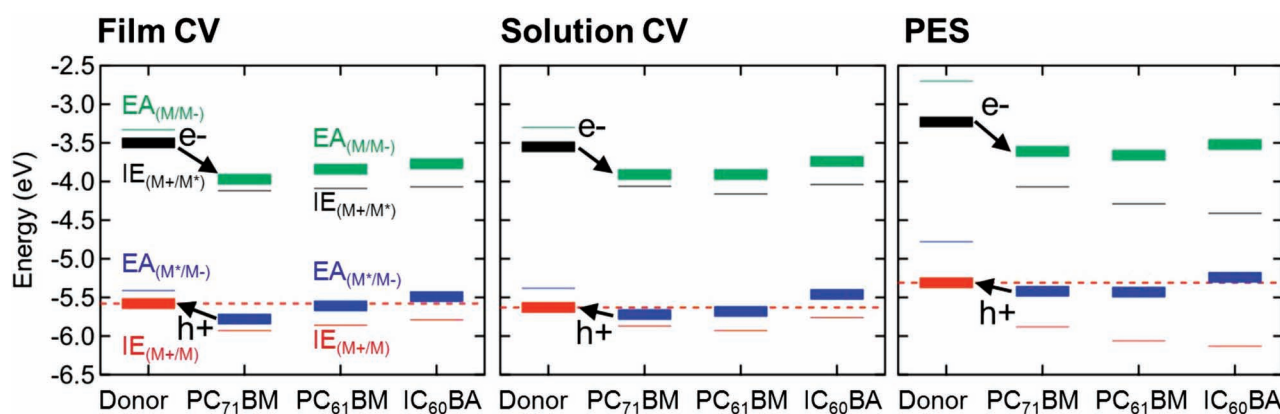 Film CV
Solution CV
PES
Energy (eV)
-2.5
-3.0
-3.5
-4.0
-4.5
-5.0
-5.5
-6.0
-6.5
EA(M/M-)
e-
IE(M+/M*)
EA(M*/M-)
h+
IE(M+/M)
EA(M/M-)
IE(M+/M*)
EA(M*/M-)
IE(M+/M)
e-
h+
e-
h+
Donor PC71BM PC61BM IC60BA
Donor PC71BM PC61BM IC60BA
Donor PC71BM PC61BM IC60BA